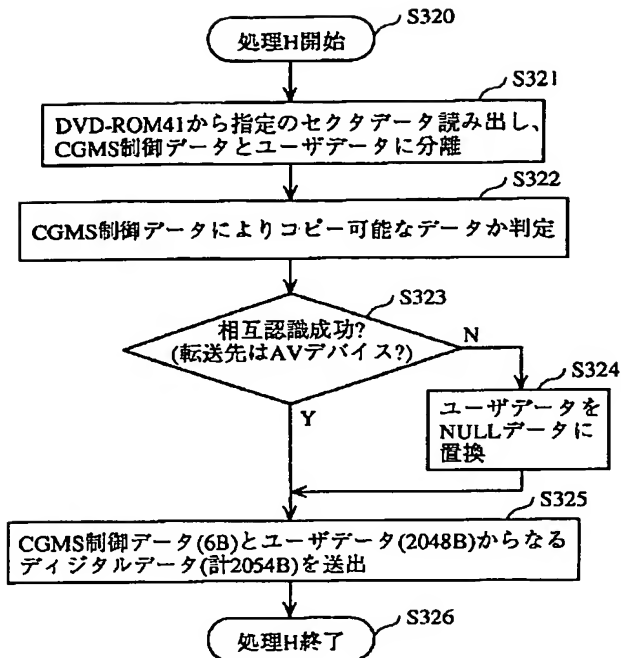 S320
処理H開始
S321
DVD-ROM41から指定のセクタデータ読み出し、
CGMS制御データとユーザデータに分離
S322
CGMS制御データによりコピー可能なデータか判定
S323
相互認識成功?
(転送先はAVデバイス?)
N
S324
ユーザデータを
NULLデータに
置換
Y
S325
CGMS制御データ(6B)とユーザデータ(2048B)からなる
ディジタルデータ(計2054B)を送出
S326
処理H終了